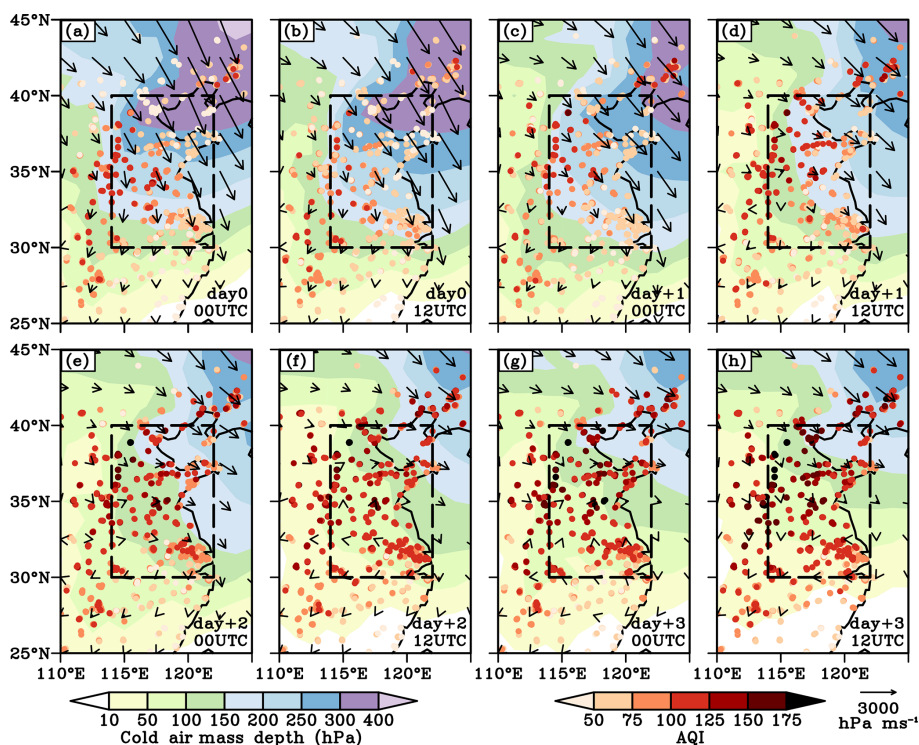 45°N
(a)
(b)
(c)
(d)
40°N
35°N
30°N
day0
00UTC
day0
12UTC
day+1
00UTC
day+1
12UTC
25°N
45°N
(e)
(f)
(g)
(h)
40°N
35°N
30°N
day+2
00UTC
day+2
12UTC
day+3
00UTC
day+3
12UTC
25°N
110°E 115°E 120°E
110°E 115°E 120°E
110°E 115°E 120°E
110°E 115°E 120°E
10 50 100 150 200 250 300 400
Cold air mass depth (hPa)
50 75 100 125 150 175
AQI
3000
hPa ms⁻¹